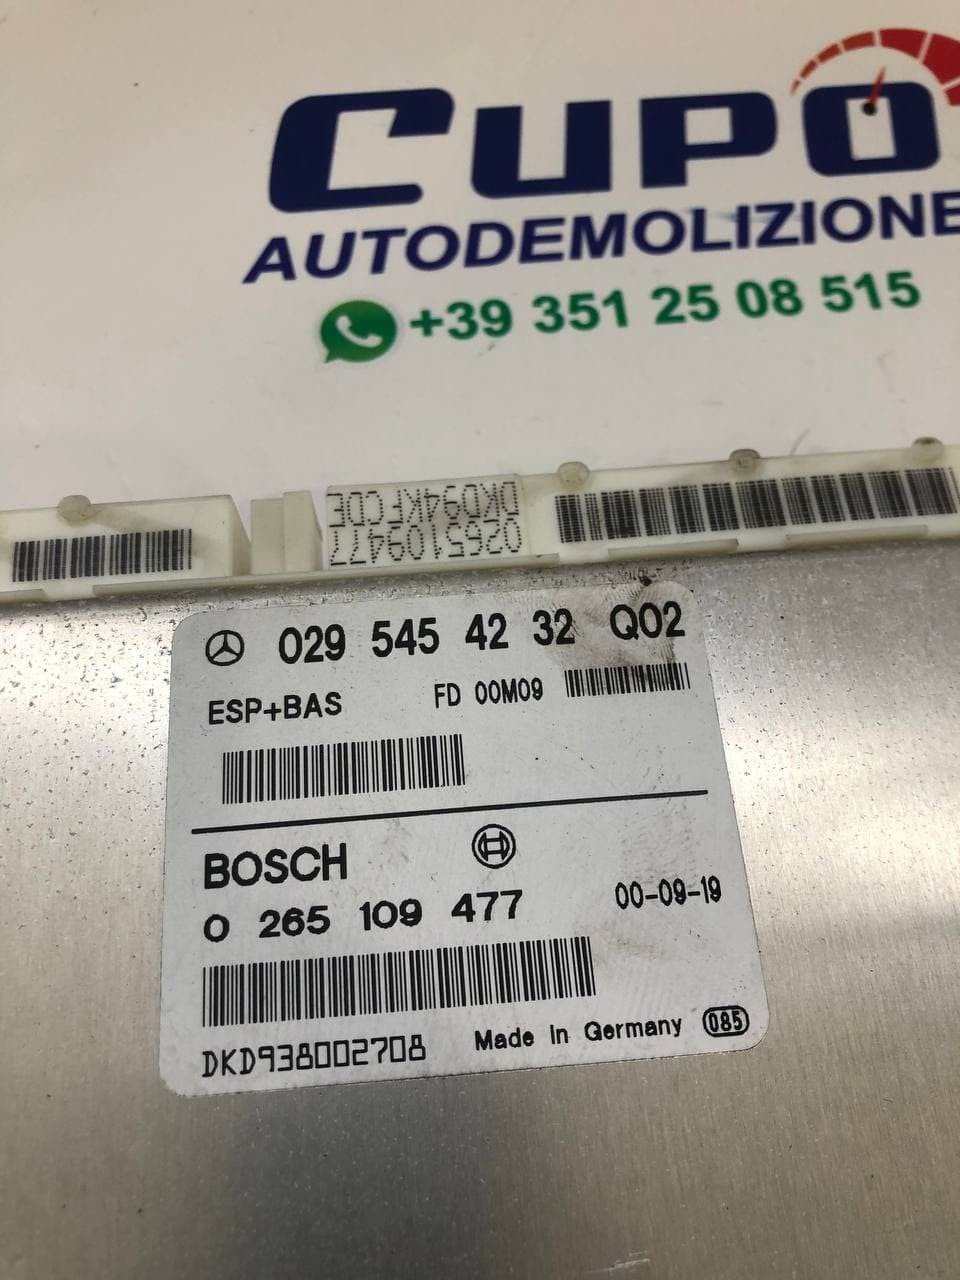 CUPO
AUTODEMOLIZIONE
+39 351 25 08 515
DKD94KFCDE
0265109477
029 545 42 32 Q02
ESP+BAS FD 00M09
BOSCH
0 265 109 477 00-09-19
DKD938002708 Made in Germany 085